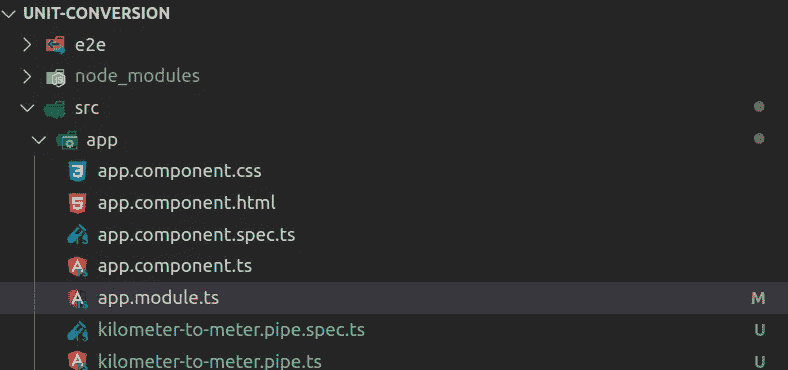 UNIT-CONVERSION
e2e
node_modules
src
app
app.component.css
app.component.html
app.component.spec.ts
app.component.ts
app.module.ts M
kilometer-to-meter.pipe.spec.ts U
kilometer-to-meter.pipe.ts U